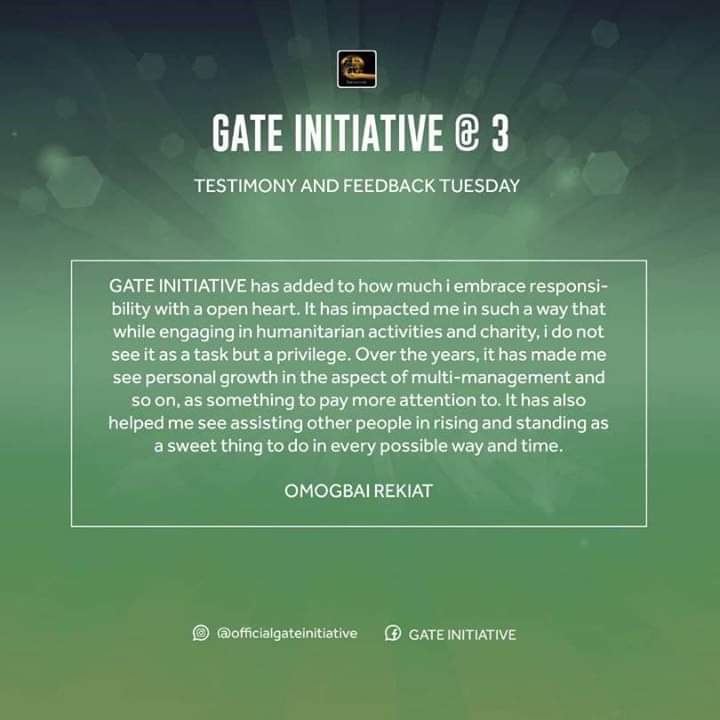 GATE INITIATIVE @ 3
TESTIMONY AND FEEDBACK TUESDAY
GATE INITIATIVE has added to how much i embrace responsi-
bility with a open heart. It has impacted me in such a way that
while engaging in humanitarian activities and charity, i do not
see it as a task but a privilege. Over the years, it has made me
see personal growth in the aspect of multi-management and
so on, as something to pay more attention to. It has also
helped me see assisting other people in rising and standing as
a sweet thing to do in every possible way and time.
OMOGBAI REKIAT
@officialgateinitiative GATE INITIATIVE